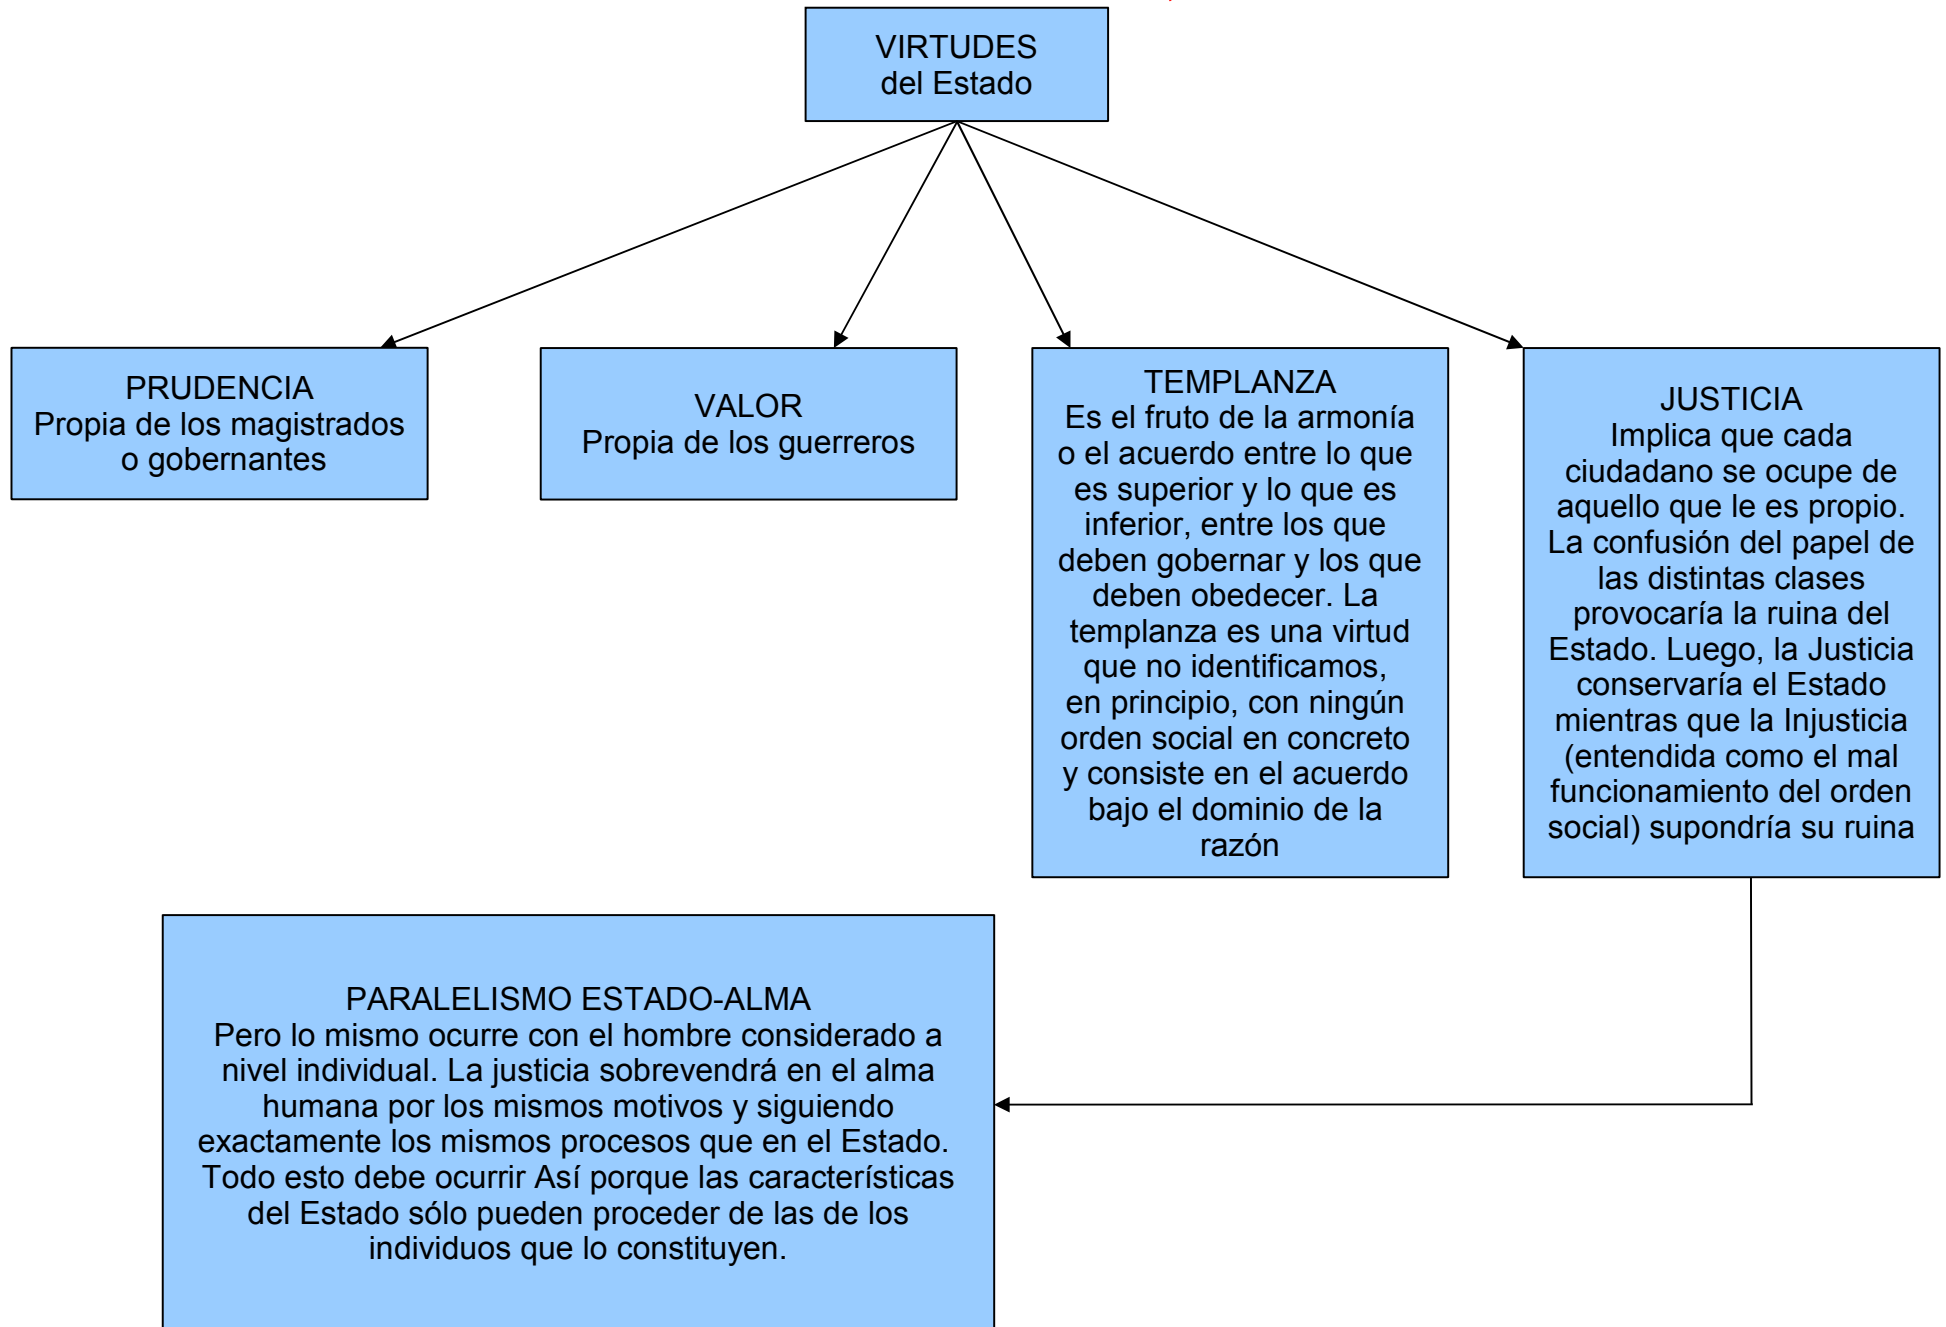 VIRTUDES
del Estado
PRUDENCIA
Propia de los magistrados
o gobernantes
VALOR
Propia de los guerreros
TEMPLANZA
Es el fruto de la armonía
o el acuerdo entre lo que
es superior y lo que es
inferior, entre los que
deben gobernar y los que
deben obedecer. La
templanza es una virtud
que no identificamos,
en principio, con ningún
orden social en concreto
y consiste en el acuerdo
bajo el dominio de la
razón
JUSTICIA
Implica que cada
ciudadano se ocupe de
aquello que le es propio.
La confusión del papel de
las distintas clases
provocaría la ruina del
Estado. Luego, la Justicia
conservaría el Estado
mientras que la Injusticia
(entendida como el mal
funcionamiento del orden
social) supondría su ruina
PARALELISMO ESTADO-ALMA
Pero lo mismo ocurre con el hombre considerado a
nivel individual. La justicia sobrevendrá en el alma
humana por los mismos motivos y siguiendo
exactamente los mismos procesos que en el Estado.
Todo esto debe ocurrir Así porque las características
del Estado sólo pueden proceder de las de los
individuos que lo constituyen.